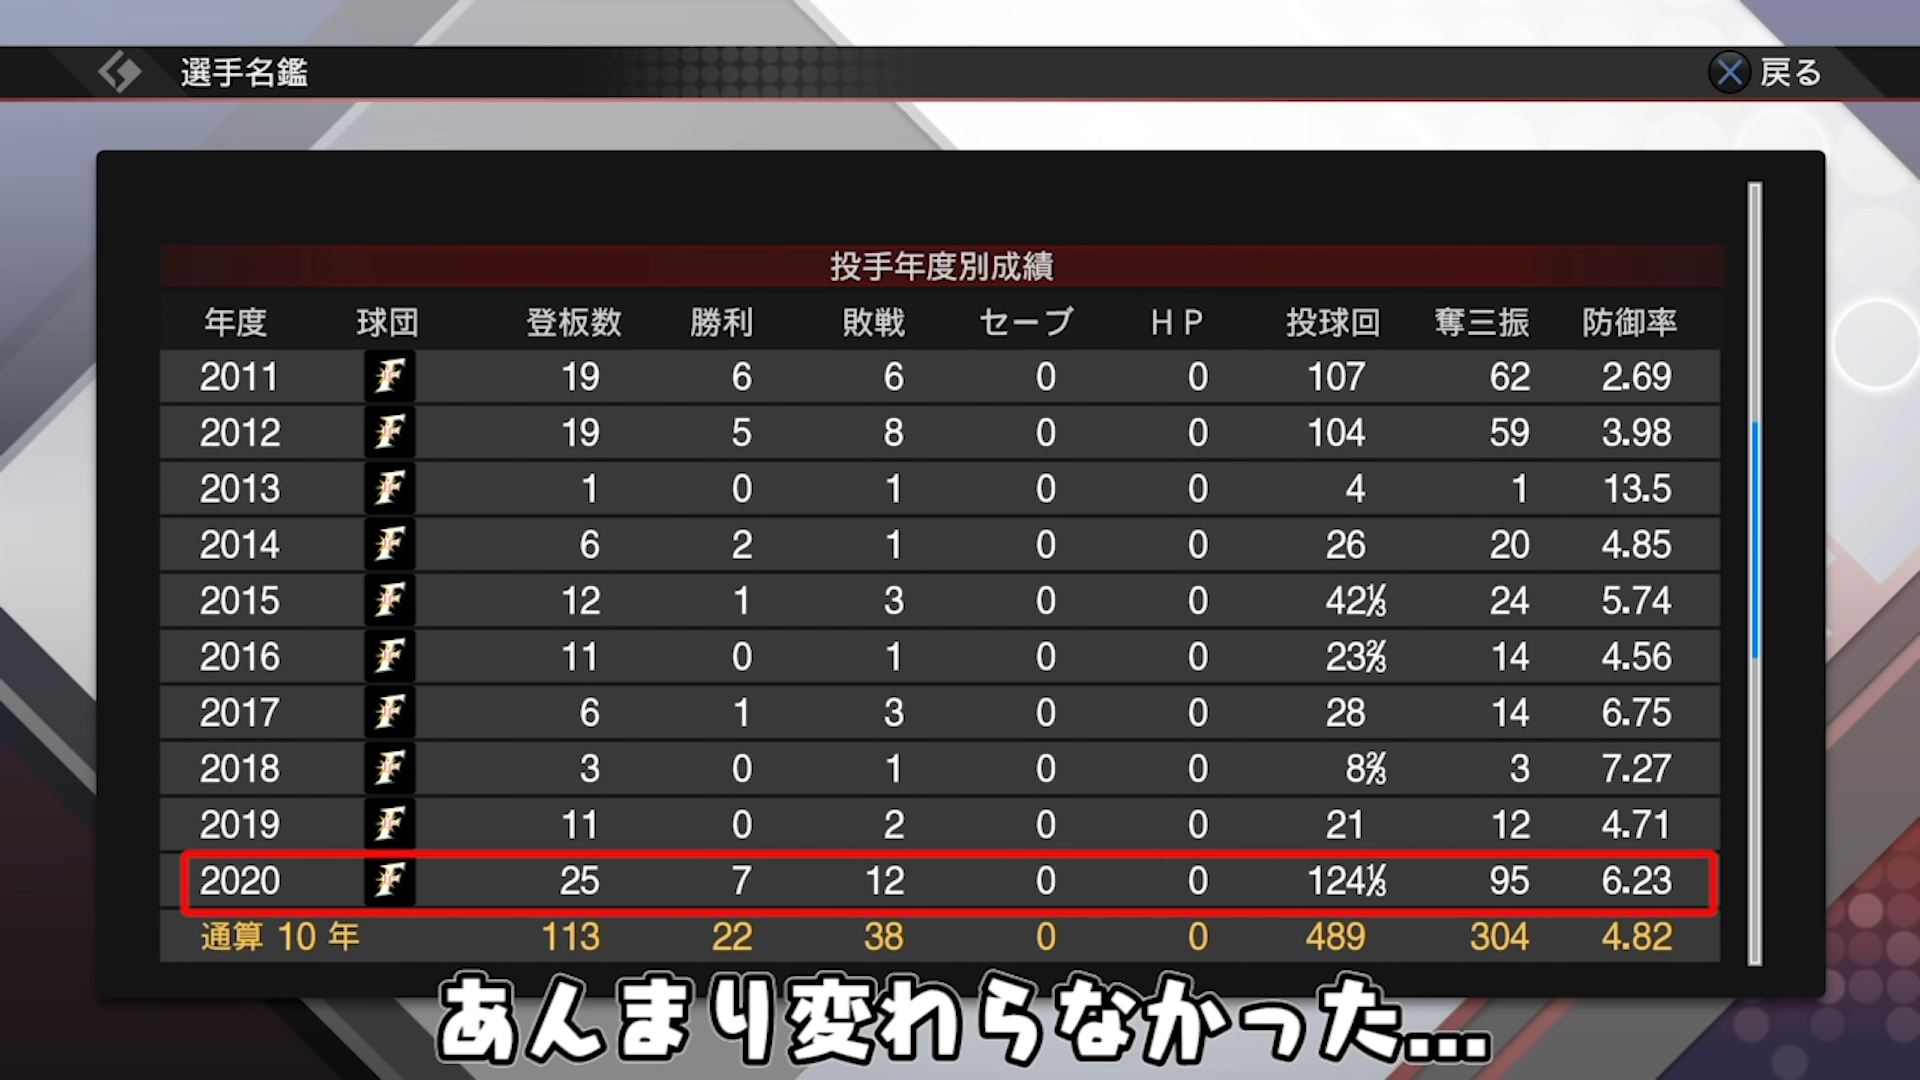 選手名鑑
戻る
投手年度別成績
年度 球団 登板数 勝利 敗戦 セーブ HP 投球回 奪三振 防御率
2011 F 19 6 6 0 0 107 62 2.69
2012 F 19 5 8 0 0 104 59 3.98
2013 F 1 0 1 0 0 4 1 13.5
2014 F 6 2 1 0 0 26 20 4.85
2015 F 12 1 3 0 0 42⅓ 24 5.74
2016 F 11 0 1 0 0 23⅔ 14 4.56
2017 F 6 1 3 0 0 28 14 6.75
2018 F 3 0 1 0 0 8⅔ 3 7.27
2019 F 11 0 2 0 0 21 12 4.71
2020 F 25 7 12 0 0 124⅓ 95 6.23
通算 10 年 113 22 38 0 0 489 304 4.82
あんまり変わらなかった...